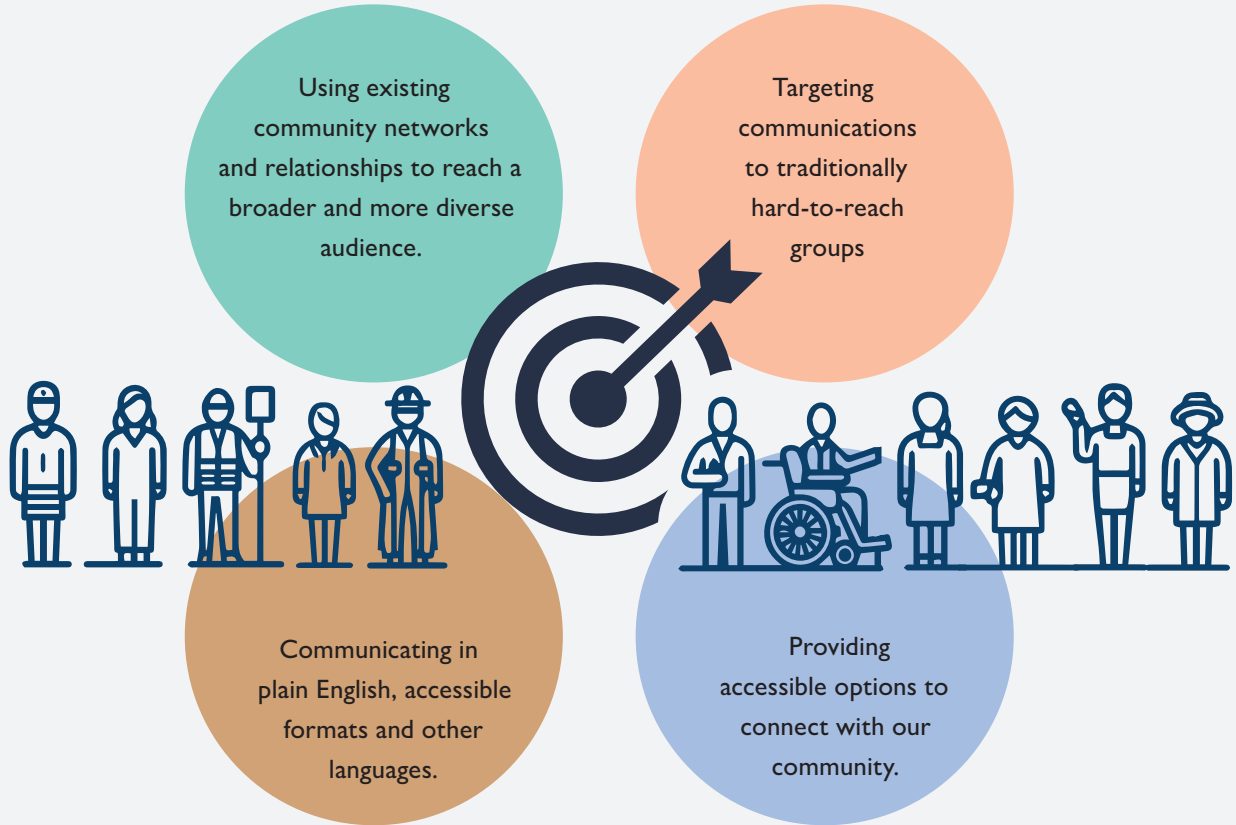 Using existing
community networks
and relationships to reach a
broader and more diverse
audience.
Targeting
communications
to traditionally
hard-to-reach
groups
Communicating in
plain English, accessible
formats and other
languages.
Providing
accessible options to
connect with our
community.